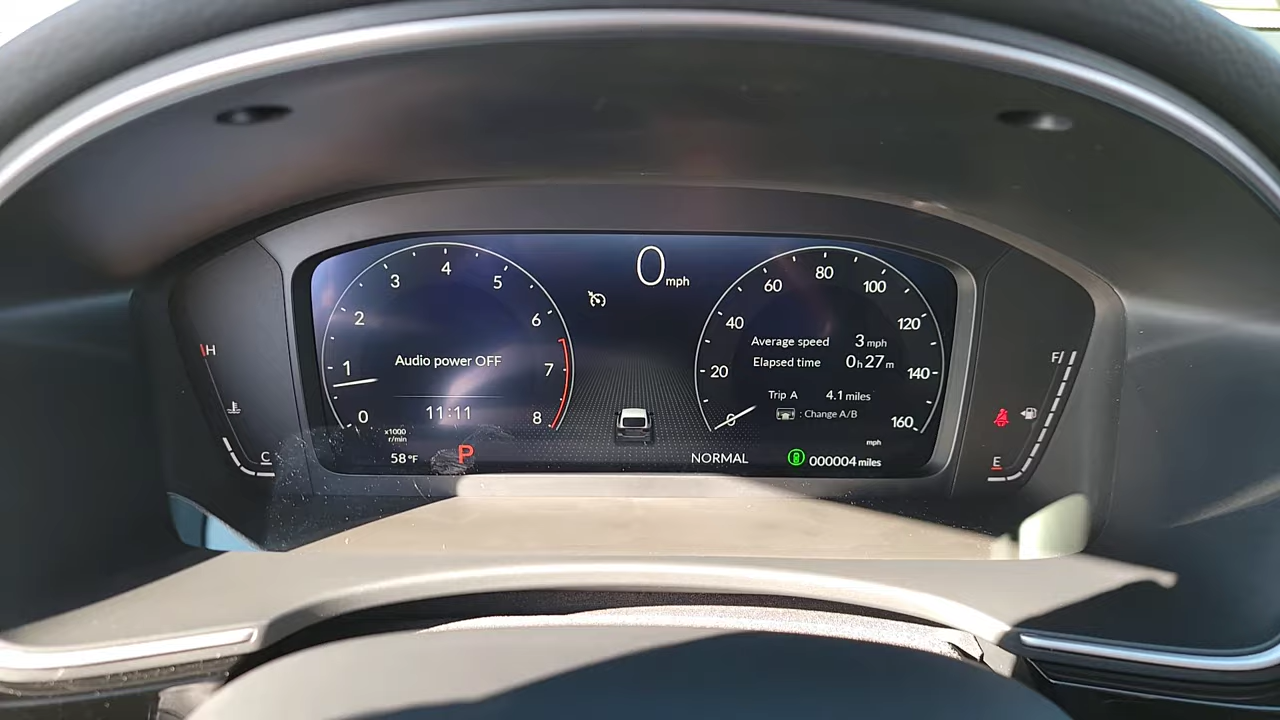 0 mph
4
3
5
2
6
1
7
0
8
Audio power OFF
11:11
x1000
r/min
58 °F
P
H
C
80
60
100
40
120
20
140
0
160
Average speed 3 mph
Elapsed time 0h27m
Trip A 4.1 miles
: Change A/B
mph
NORMAL
000004 miles
F
E